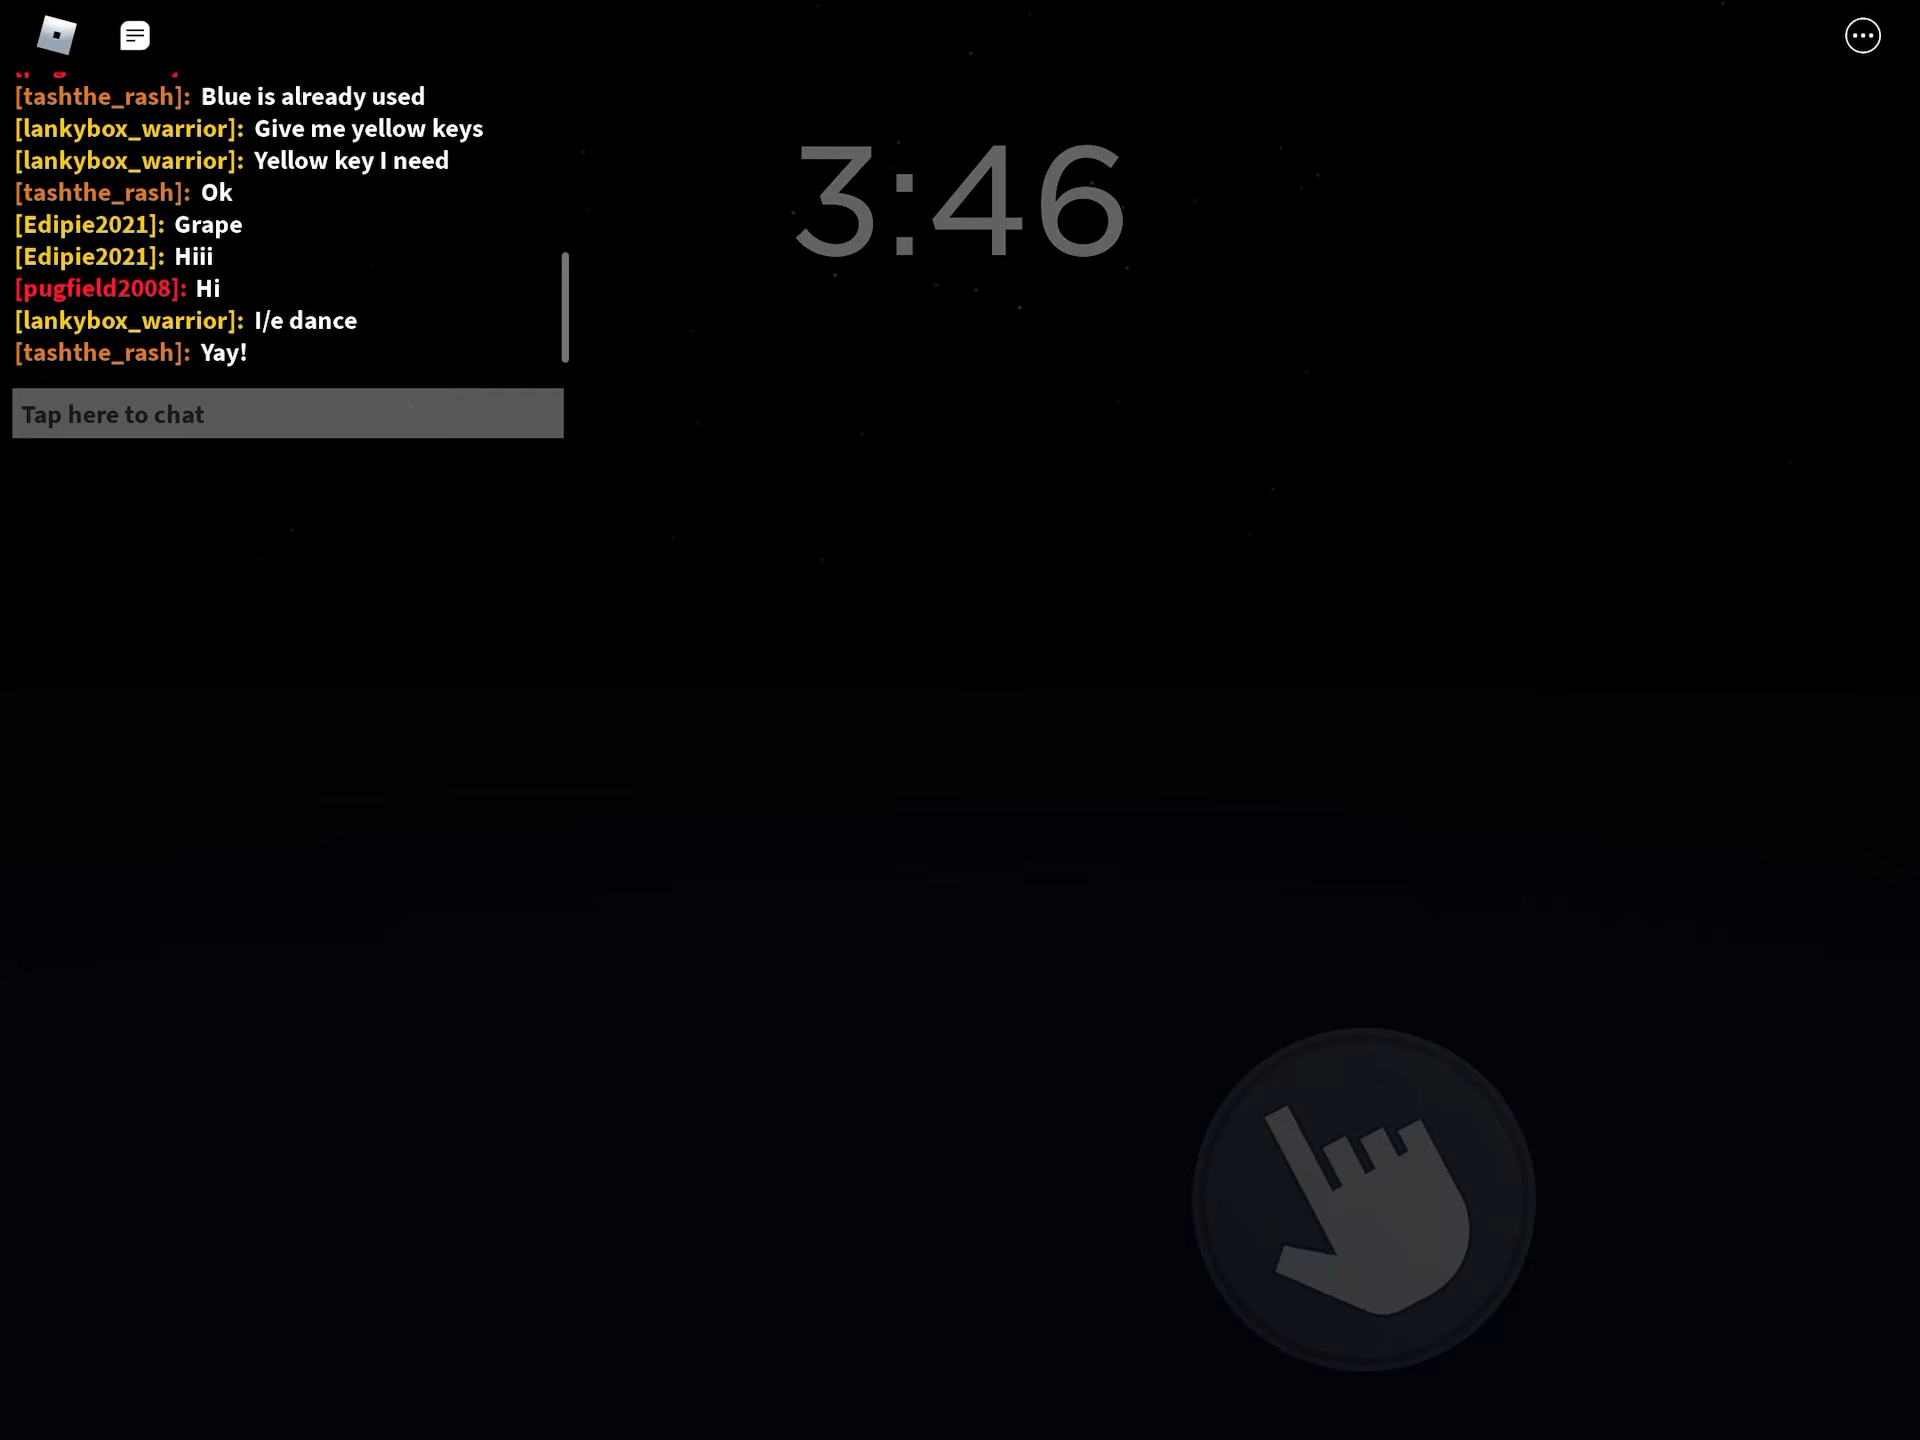 [tashthe_rash]: Blue is already used
[lankybox_warrior]: Give me yellow keys
[lankybox_warrior]: Yellow key I need
[tashthe_rash]: Ok
[Edipie2021]: Grape
[Edipie2021]: Hiii
[pugfield2008]: Hi
[lankybox_warrior]: I/e dance
[tashthe_rash]: Yay!
Tap here to chat
3:46